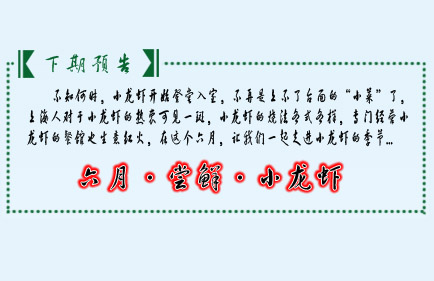 下期预告
不知何时，小龙虾开始登堂入室，不再是上不了台面的“小菜”了，
上海人对于小龙虾的热爱可见一斑，小龙虾的烧法各式各样，专门经营小
龙虾的餐馆也生意红火，在这个六月，让我们一起走进小龙虾的季节...
六月·尝鲜·小龙虾